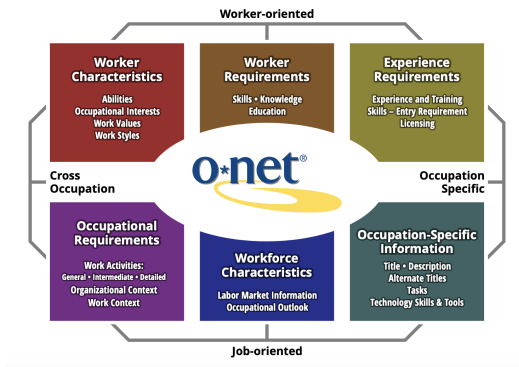 Worker-oriented
Worker
Characteristics
Abilities
Occupational Interests
Work Values
Work Styles
Worker
Requirements
Skills • Knowledge
Education
Experience
Requirements
Experience and Training
Skills – Entry Requirement
Licensing
o*net®
Cross
Occupation
Occupation
Specific
Occupational
Requirements
Work Activities:
General • Intermediate • Detailed
Organizational Context
Work Context
Workforce
Characteristics
Labor Market Information
Occupational Outlook
Occupation-Specific
Information
Title • Description
Alternate Titles
Tasks
Technology Skills & Tools
Job-oriented